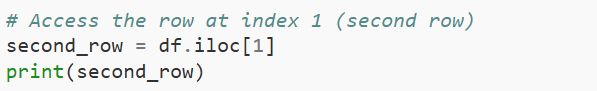 # Access the row at index 1 (second row)
second_row = df.iloc[1]
print(second_row)